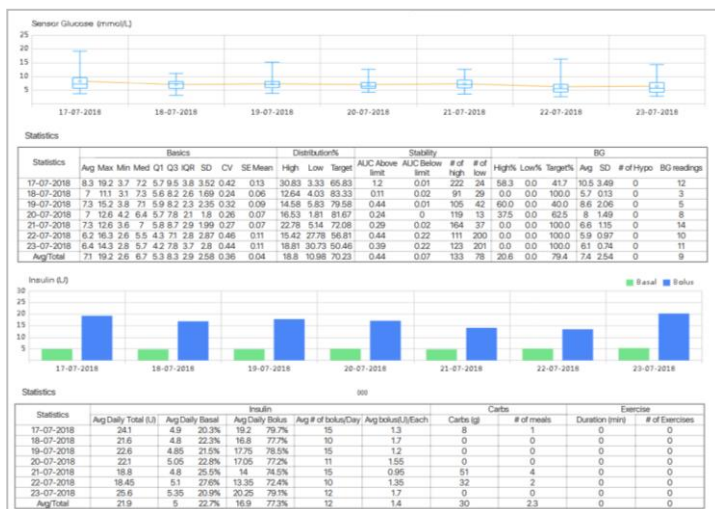 Sensor Glucose (mmol/L)
25
20
15
10
5
17-07-2018 18-07-2018 19-07-2018 20-07-2018 21-07-2018 22-07-2018 23-07-2018
Statistics
Statistics Basics Distribution% Stability BG
Avg Max Min Med Q1 Q3 IQR SD CV SE Mean High Low Target AUC Above limit AUC Below limit # of high # of low High% Low% Target% Avg SD # of Hypo BG readings
17-07-2018 8.3 19.2 3.7 7.2 5.7 9.5 3.8 3.52 0.42 0.13 30.83 3.33 65.83 1.2 0.01 222 24 58.3 0.0 41.7 10.5 3.49 0 12
18-07-2018 7 11.1 3.1 7.3 5.6 8.2 2.6 1.69 0.24 0.06 12.64 4.03 83.33 0.11 0.02 91 29 0.0 0.0 100.0 5.7 0.13 0 3
19-07-2018 7.3 15.2 3.8 7.1 5.9 8.2 2.3 2.35 0.32 0.09 14.58 5.83 79.58 0.44 0.01 105 42 60.0 0.0 40.0 8.6 2.06 0 5
20-07-2018 7 12.6 4.2 6.4 5.7 7.8 2.1 1.8 0.26 0.07 16.53 1.81 81.67 0.24 0 119 13 37.5 0.0 62.5 8 1.49 0 8
21-07-2018 7.3 12.6 3.6 7 5.8 8.7 2.9 1.99 0.27 0.07 22.78 5.14 72.08 0.29 0.02 164 37 0.0 0.0 100.0 6.6 1.15 0 14
22-07-2018 6.2 16.3 2.6 5.5 4.3 7.1 2.8 2.87 0.46 0.11 15.42 27.78 56.81 0.44 0.22 111 200 0.0 0.0 100.0 5.9 0.97 0 10
23-07-2018 6.4 14.3 2.8 5.7 4.2 7.8 3.7 2.8 0.44 0.11 18.81 30.73 50.46 0.39 0.22 123 201 0.0 0.0 100.0 6.1 0.74 0 11
Avg/Total 7.1 19.2 2.6 6.7 5.3 8.3 2.9 2.58 0.36 0.04 18.8 10.98 70.23 0.44 0.07 133 78 20.6 0.0 79.4 7.4 2.54 0 9
Insulin (U)
Basal Bolus
30
25
20
15
10
5
17-07-2018 18-07-2018 19-07-2018 20-07-2018 21-07-2018 22-07-2018 23-07-2018
Statistics
Statistics Insulin Carbs Exercise
Avg Daily Total (U) Avg Daily Basal Avg Daily Bolus Avg # of bolus/Day Avg bolus(U)/Each Carbs (g) # of meals Duration (min) # of Exercises
17-07-2018 24.1 4.9 20.3% 19.2 79.7% 15 1.3 8 1 0 0
18-07-2018 21.6 4.8 22.3% 16.8 77.7% 10 1.7 0 0 0 0
19-07-2018 22.6 4.85 21.5% 17.75 78.5% 15 1.2 0 0 0 0
20-07-2018 22.1 5.05 22.8% 17.05 77.2% 11 1.55 0 0 0 0
21-07-2018 18.8 4.8 25.5% 14 74.5% 15 0.95 51 4 0 0
22-07-2018 18.45 5.1 27.6% 13.35 72.4% 10 1.35 32 2 0 0
23-07-2018 25.6 5.35 20.9% 20.25 79.1% 12 1.7 0 0 0 0
Avg/Total 21.9 5 22.7% 16.9 77.3% 12 1.4 30 2.3 0 0